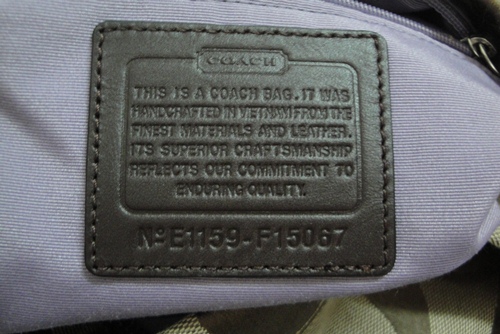 COACH
THIS IS A COACH BAG. IT WAS
HANDCRAFTED IN VIETNAM FROM THE
FINEST MATERIALS AND LEATHER.
ITS SUPERIOR CRAFTSMANSHIP
REFLECTS OUR COMMITMENT TO
ENDURING QUALITY.
Nº E1159-F15067